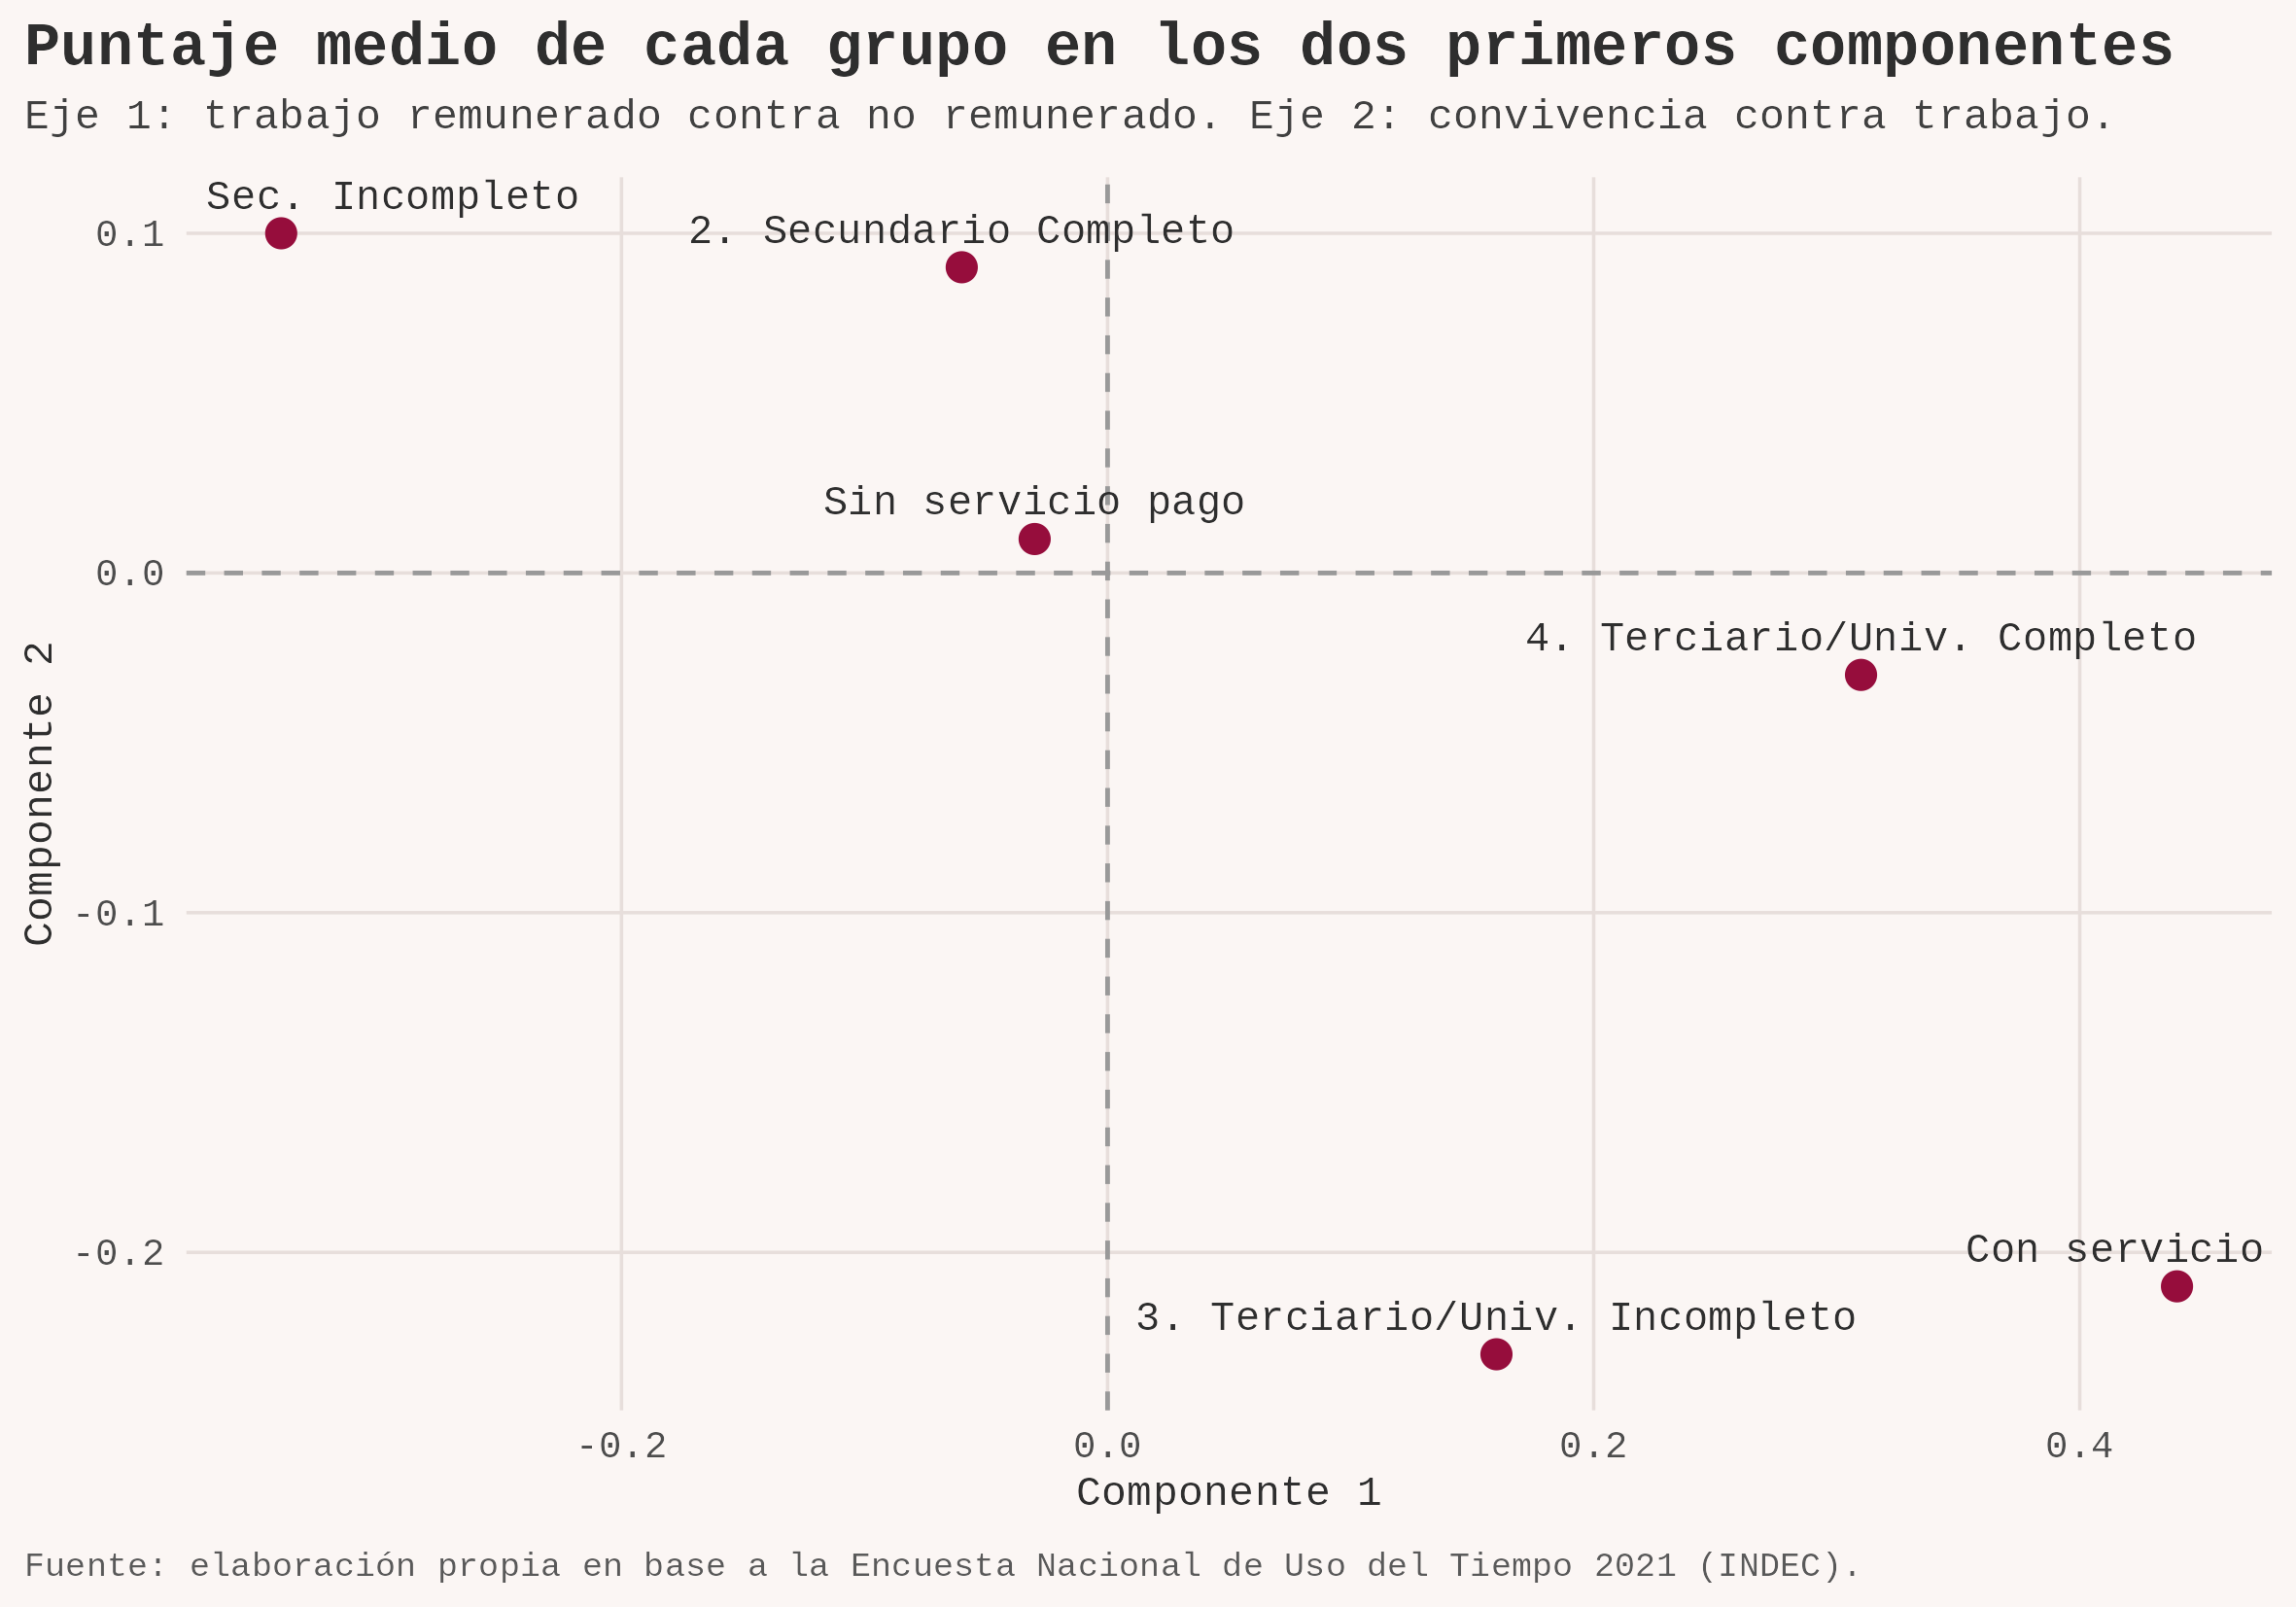 Puntaje medio de cada grupo en los dos primeros componentes
Eje 1: trabajo remunerado contra no remunerado. Eje 2: convivencia contra trabajo.
Sec. Incompleto
0.1
2. Secundario Completo
Sin servicio pago
0.0
4. Terciario/Univ. Completo
Componente 2
-0.1
-0.2
Con servicio
3. Terciario/Univ. Incompleto
-0.2
0.0
0.2
0.4
Componente 1
Fuente: elaboración propia en base a la Encuesta Nacional de Uso del Tiempo 2021 (INDEC).